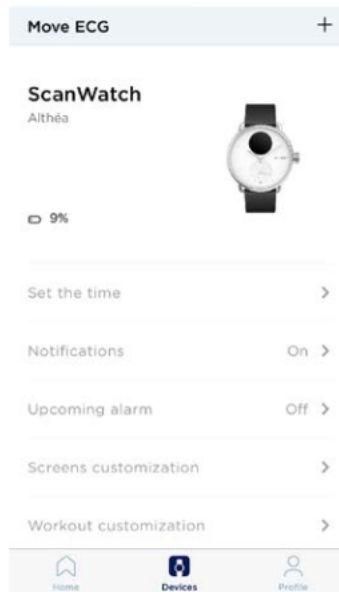 Move ECG +
ScanWatch
Althéa
9%
Set the time
Notifications On
Upcoming alarm Off
Screens customization
Workout customization
Home Devices Profile